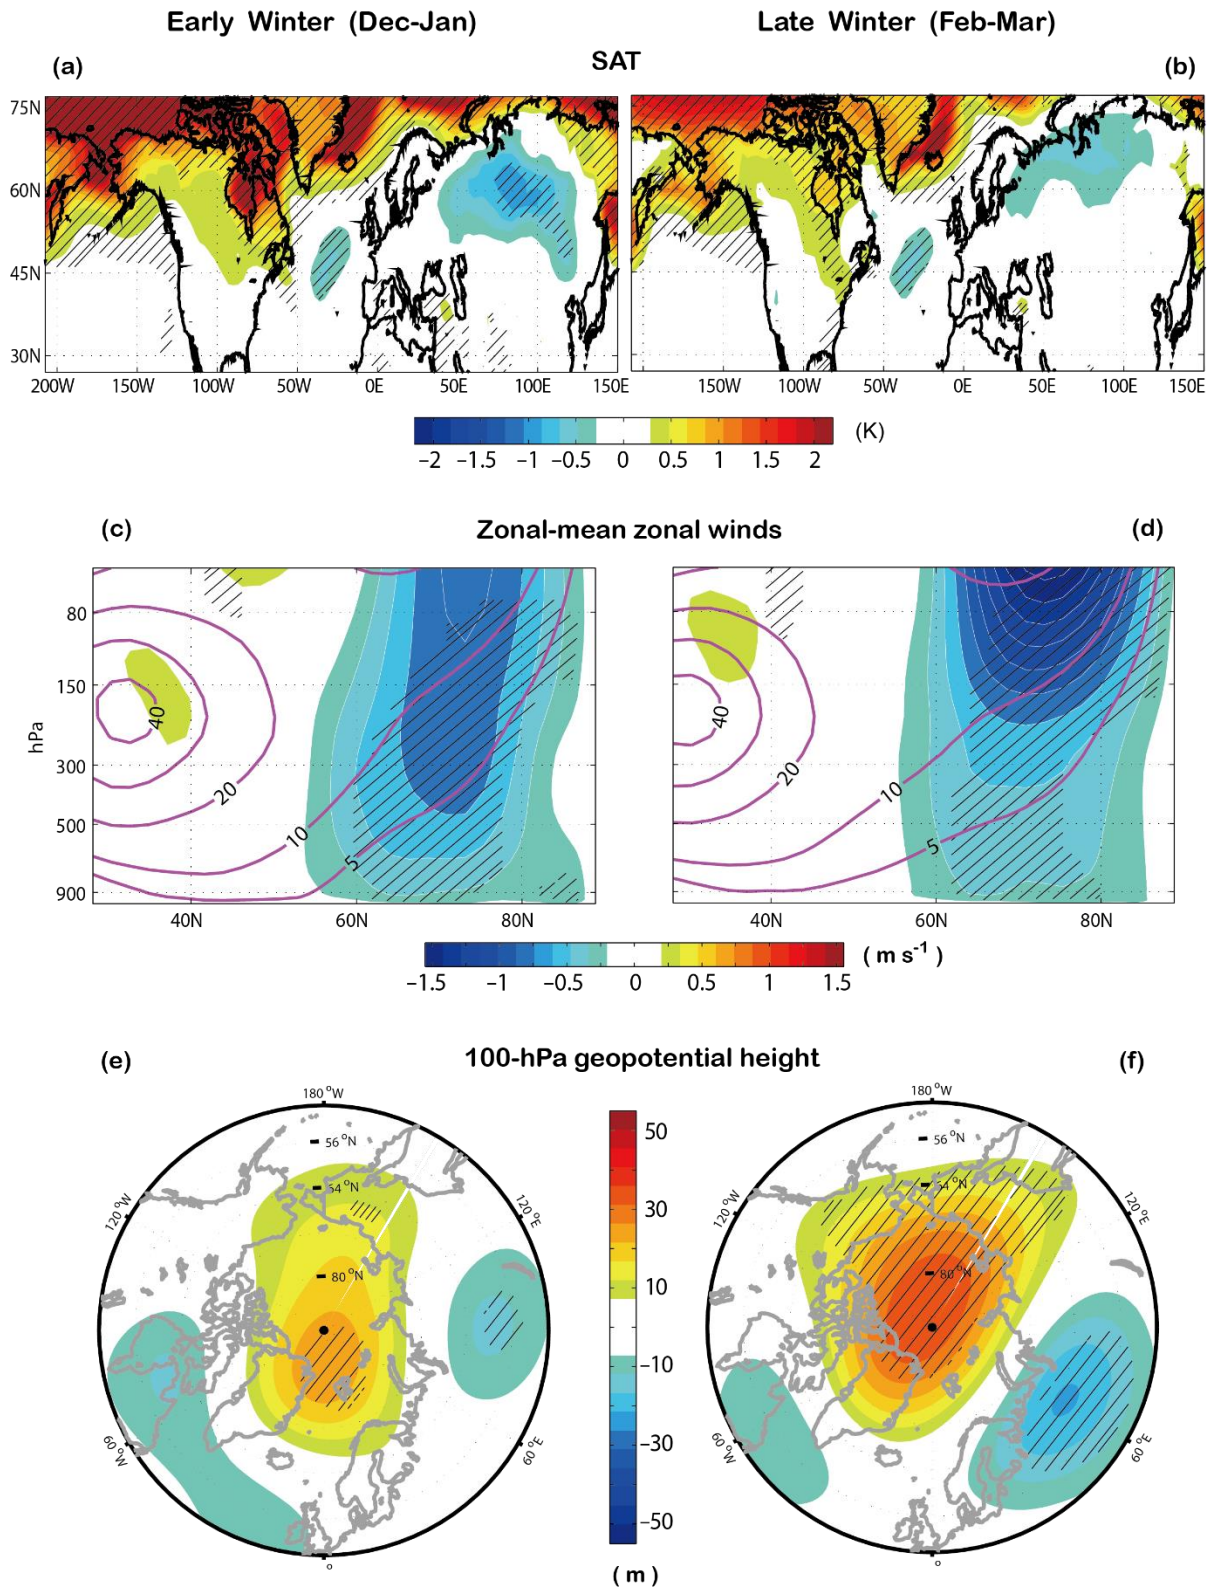 Early Winter (Dec-Jan) Late Winter (Feb-Mar)
(a) SAT (b)
75N
60N
45N
30N
200W 150W 100W 50W 0E 50E 100E 150E
150W 100W 50W 0E 50E 100E 150E
−2 −1.5 −1 −0.5 0 0.5 1 1.5 2 (K)
(c) Zonal-mean zonal winds (d)
80
150
300
500
900
hPa
40
20
10
5
40
20
10
5
40N 60N 80N
40N 60N 80N
−1.5 −1 −0.5 0 0.5 1 1.5 ( m s-1 )
(e) 100-hPa geopotential height (f)
180 °W
56 °N
64 °N
80 °N
120 °W
120 °E
60 °W
60 °E
50
30
10
−10
−30
−50
( m )
180 °W
56 °N
64 °N
80 °N
120 °W
120 °E
60 °W
60 °E